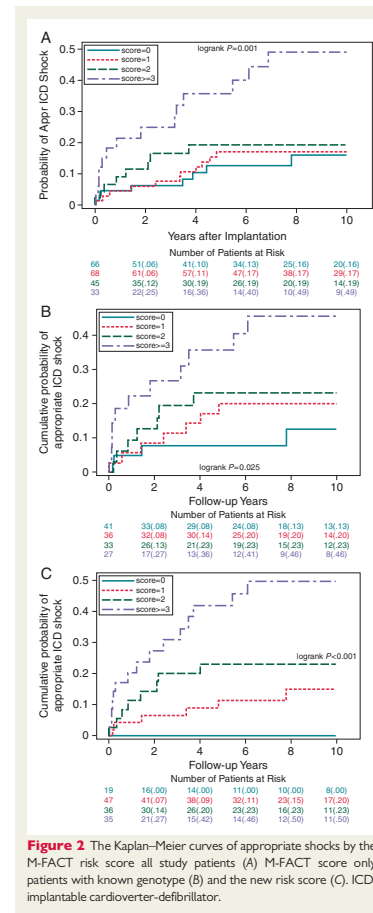 A
Probability of Appr ICD Shock
0.5
0.4
0.3
0.2
0.1
0
score=0
score=1
score=2
score>=3
logrank P=0.001
0 2 4 6 8 10
Years after Implantation
Number of Patients at Risk
66 51(.06) 41(.10) 34(.13) 25(.16) 20(.16)
68 61(.06) 57(.11) 47(.17) 38(.17) 29(.17)
45 35(.12) 30(.19) 26(.19) 20(.19) 14(.19)
33 22(.25) 16(.36) 14(.40) 10(.49) 9(.49)
B
Cumulative probability of
appropriate ICD shock
0.4
0.3
0.2
0.1
0
score=0
score=1
score=2
score>=3
logrank P=0.025
0 2 4 6 8 10
Follow-up Years
Number of Patients at Risk
41 33(.08) 29(.08) 24(.08) 18(.13) 13(.13)
36 32(.08) 30(.14) 25(.20) 19(.20) 14(.20)
33 26(.13) 21(.23) 19(.23) 15(.23) 12(.23)
27 17(.27) 13(.36) 12(.41) 9(.46) 8(.46)
C
Cumulative probability of
appropriate ICD shock
0.5
0.4
0.3
0.2
0.1
0
score=0
score=1
score=2
score>=3
logrank P<0.001
0 2 4 6 8 10
Follow-up Years
Number of Patients at Risk
19 16(.00) 14(.00) 11(.00) 10(.00) 8(.00)
47 41(.07) 38(.09) 32(.11) 23(.15) 17(.20)
36 30(.14) 26(.20) 23(.23) 16(.23) 11(.23)
35 21(.27) 15(.42) 14(.46) 12(.50) 11(.50)
Figure 2 The Kaplan–Meier curves of appropriate shocks by the
M-FACT risk score all study patients (A) M-FACT score only
patients with known genotype (B) and the new risk score (C). ICD
implantable cardioverter-defibrillator.